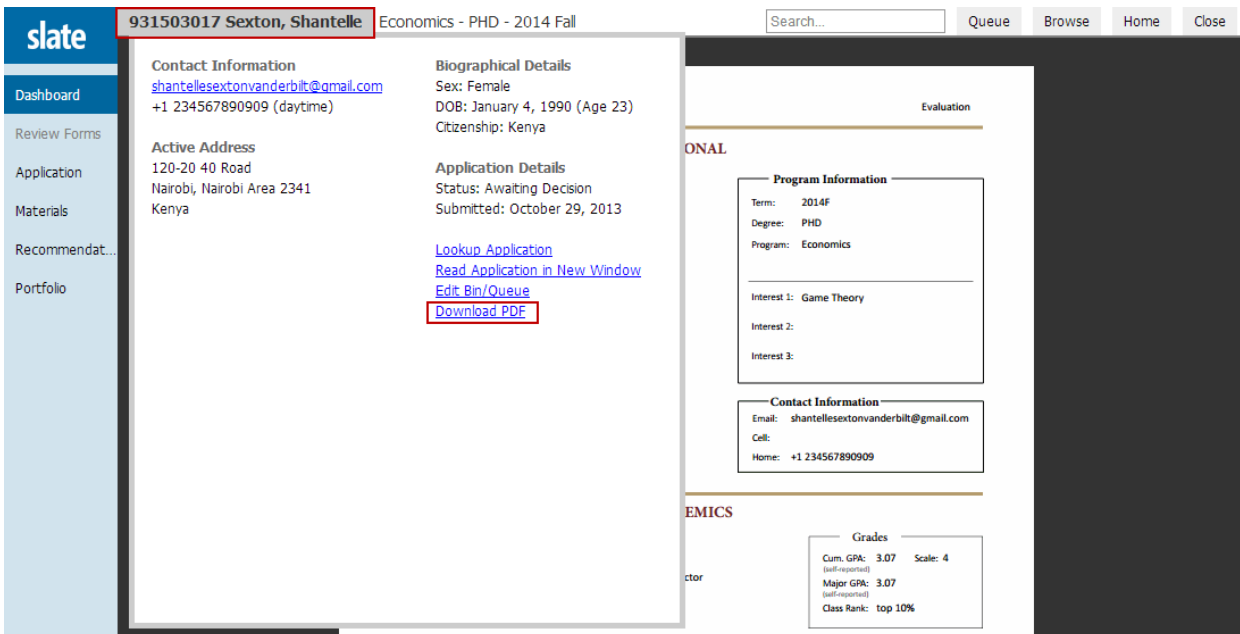 slate
931503017 Sexton, Shantelle Economics - PHD - 2014 Fall
Search...
Queue
Browse
Home
Close
Dashboard
Review Forms
Application
Materials
Recommendat...
Portfolio
Contact Information
shantellesextonvanderbilt@gmail.com
+1 234567890909 (daytime)
Active Address
120-20 40 Road
Nairobi, Nairobi Area 2341
Kenya
Biographical Details
Sex: Female
DOB: January 4, 1990 (Age 23)
Citizenship: Kenya
Application Details
Status: Awaiting Decision
Submitted: October 29, 2013
Lookup Application
Read Application in New Window
Edit Bin/Queue
Download PDF
Evaluation
ONAL
Program Information
Term: 2014F
Degree: PHD
Program: Economics
Interest 1: Game Theory
Interest 2:
Interest 3:
Contact Information
Email: shantellesextonvanderbilt@gmail.com
Cell:
Home: +1 234567890909
EMICS
ctor
Grades
Cum. GPA: 3.07 Scale: 4
(self-reported)
Major GPA: 3.07
(self-reported)
Class Rank: top 10%